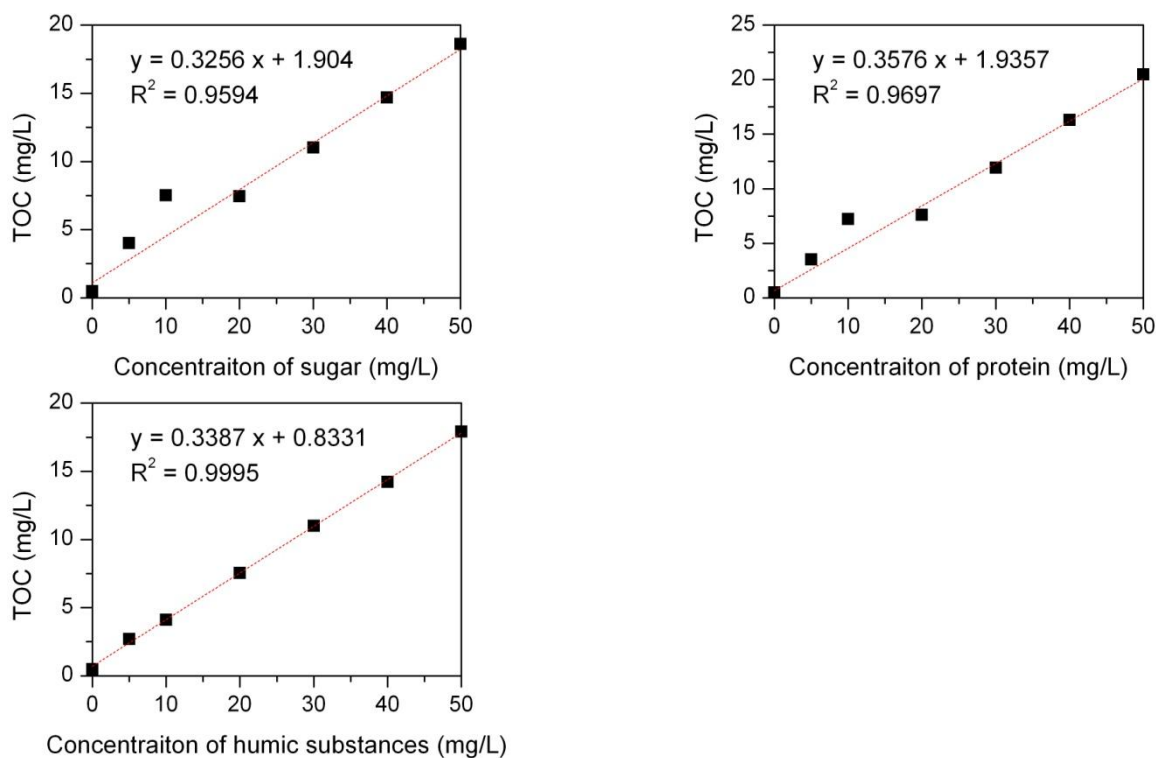 20
15
10
5
0
TOC (mg/L)
y = 0.3256 x + 1.904
R² = 0.9594
0 10 20 30 40 50
Concentraiton of sugar (mg/L)
25
20
15
10
5
0
TOC (mg/L)
y = 0.3576 x + 1.9357
R² = 0.9697
0 10 20 30 40 50
Concentraiton of protein (mg/L)
20
15
10
5
0
TOC (mg/L)
y = 0.3387 x + 0.8331
R² = 0.9995
0 10 20 30 40 50
Concentraiton of humic substances (mg/L)